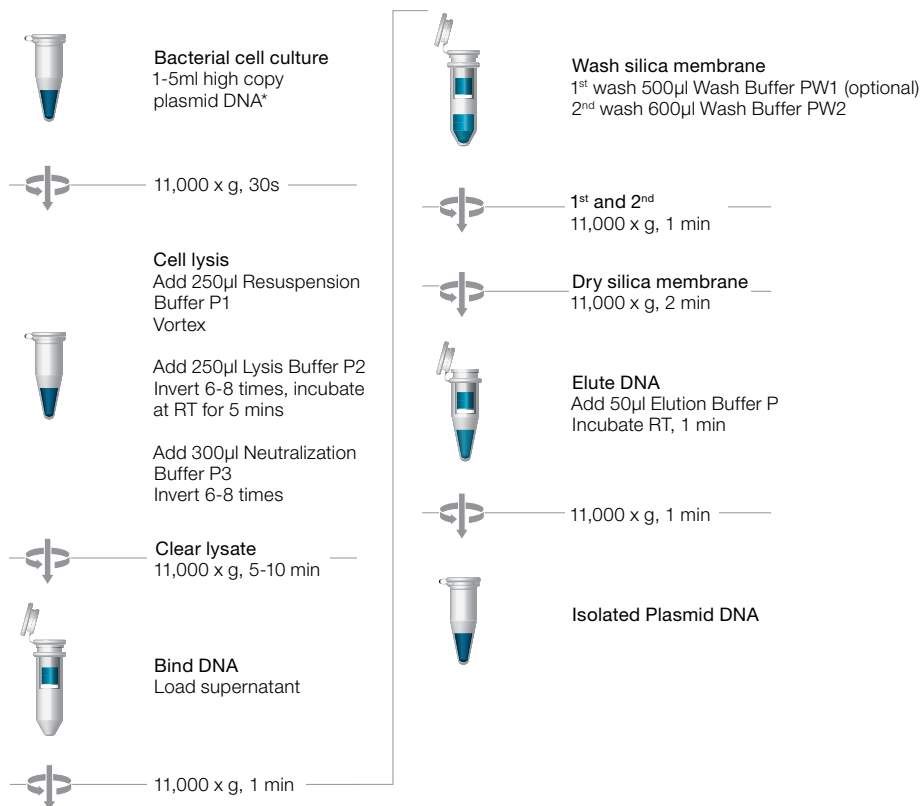 Bacterial cell culture
1-5ml high copy
plasmid DNA*
11,000 x g, 30s
Cell lysis
Add 250µl Resuspension
Buffer P1
Vortex
Add 250µl Lysis Buffer P2
Invert 6-8 times, incubate
at RT for 5 mins
Add 300µl Neutralization
Buffer P3
Invert 6-8 times
Clear lysate
11,000 x g, 5-10 min
Bind DNA
Load supernatant
11,000 x g, 1 min
Wash silica membrane
1st wash 500µl Wash Buffer PW1 (optional)
2nd wash 600µl Wash Buffer PW2
1st and 2nd
11,000 x g, 1 min
Dry silica membrane
11,000 x g, 2 min
Elute DNA
Add 50µl Elution Buffer P
Incubate RT, 1 min
11,000 x g, 1 min
Isolated Plasmid DNA